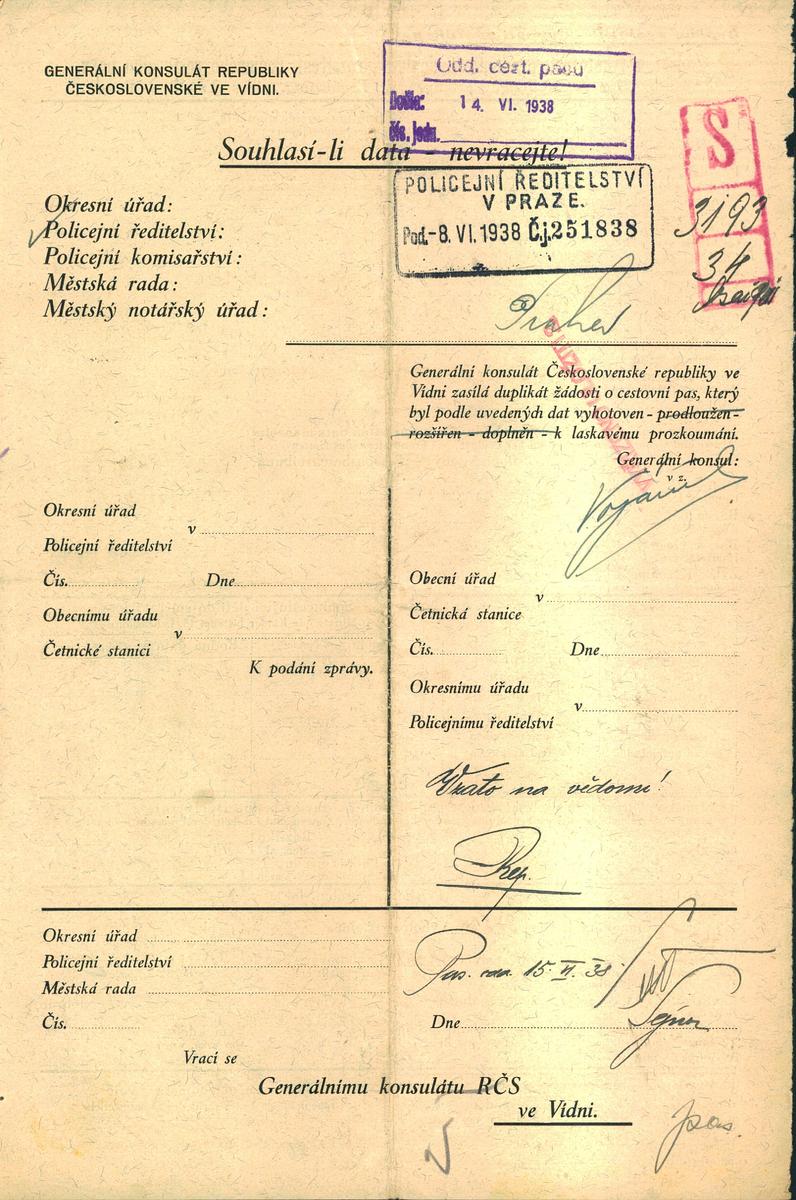 GENERÁLNÍ KONSULÁT REPUBLIKY
ČESKOSLOVENSKÉ VE VÍDNI.
Odd. cest. pasů
Došlo: 14. VI. 1938
čís. jedn.
Souhlasí-li data - nevracejte!
POLICEJNÍ ŘEDITELSTVÍ
V PRAZE.
Pod.-8. VI. 1938 Č.j. 251838
S
3193
34
Okresní úřad:
Policejní ředitelství:
Policejní komisařství:
Městská rada:
Městský notářský úřad:
Generální konsulát Československé republiky ve
Vídni zasílá duplikát žádosti o cestovní pas, který
byl podle uvedených dat vyhotoven - prodloužen -
rozšířen - doplněn - k laskavému prozkoumání.
Generální konsul:
v z.
Okresní úřad
v
Policejní ředitelství
Čís. Dne
Obecnímu úřadu
v
Četnické stanici
K podání zprávy.
Obecní úřad
v
Četnická stanice
Čís. Dne
Okresnímu úřadu
v
Policejnímu ředitelství
Vzato na vědomí!
Okresní úřad
Policejní ředitelství
Městská rada
Čís.
15. VI. 38
Dne
Vrací se
Generálnímu konsulátu RČS
ve Vídni.
pas.